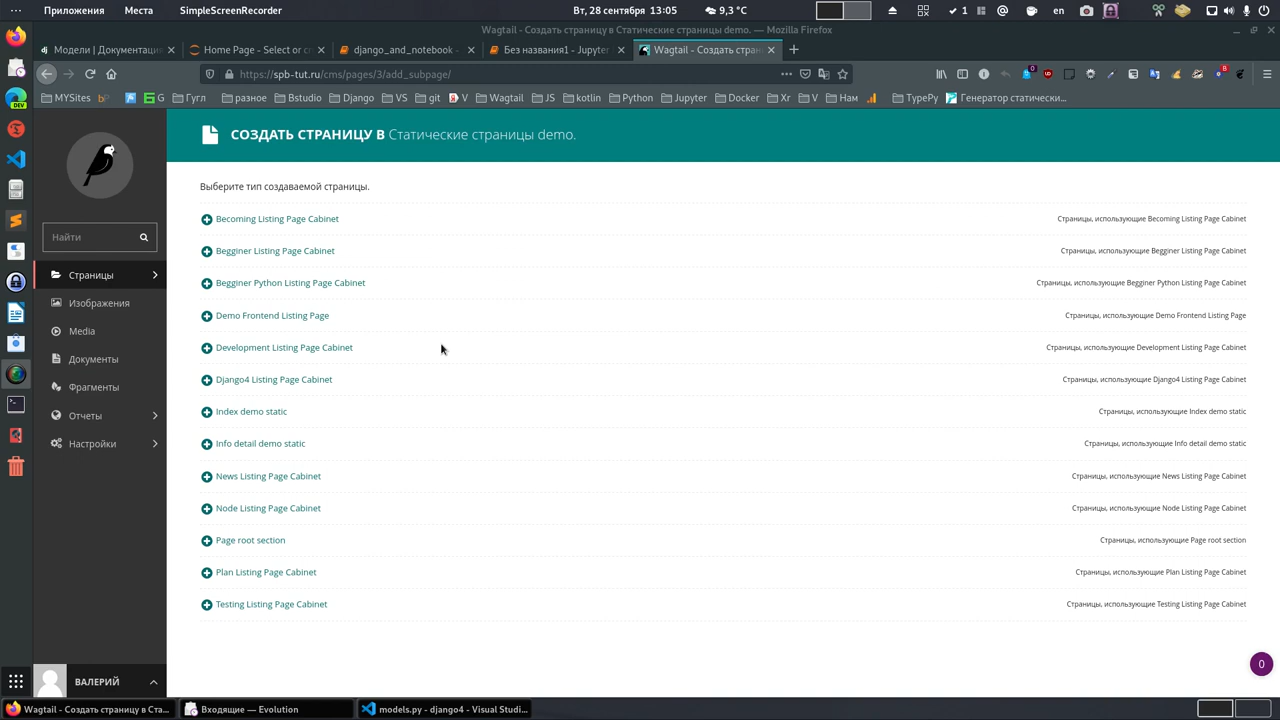 Приложения Места SimpleScreenRecorder Вт, 28 сентября 13:05 9,3 °C 1 en
Wagtail - Создать страницу в Статические страницы demo. — Mozilla Firefox
Модели | Документация Home Page - Select or cr django_and_notebook - Без названия1 - Jupyter Wagtail - Создать стран
https://spb-tut.ru/cms/pages/3/add_subpage/ 0 8
MYSites Гугл разное Bstudio Django VS git V Wagtail JS kotlin Python Jupyter Docker Xr V Нам TypePy Генератор статически...
DEV
СОЗДАТЬ СТРАНИЦУ В Статические страницы demo.
Выберите тип создаваемой страницы.
Найти
Страницы
Изображения
Media
Документы
Фрагменты
Отчеты
Настройки
ВАЛЕРИЙ
Becoming Listing Page Cabinet Страницы, использующие Becoming Listing Page Cabinet
Begginer Listing Page Cabinet Страницы, использующие Begginer Listing Page Cabinet
Begginer Python Listing Page Cabinet Страницы, использующие Begginer Python Listing Page Cabinet
Demo Frontend Listing Page Страницы, использующие Demo Frontend Listing Page
Development Listing Page Cabinet Страницы, использующие Development Listing Page Cabinet
Django4 Listing Page Cabinet Страницы, использующие Django4 Listing Page Cabinet
Index demo static Страницы, использующие Index demo static
Info detail demo static Страницы, использующие Info detail demo static
News Listing Page Cabinet Страницы, использующие News Listing Page Cabinet
Node Listing Page Cabinet Страницы, использующие Node Listing Page Cabinet
Page root section Страницы, использующие Page root section
Plan Listing Page Cabinet Страницы, использующие Plan Listing Page Cabinet
Testing Listing Page Cabinet Страницы, использующие Testing Listing Page Cabinet
0
Wagtail - Создать страницу в Ста... Входящие — Evolution models.py - django4 - Visual Studi...